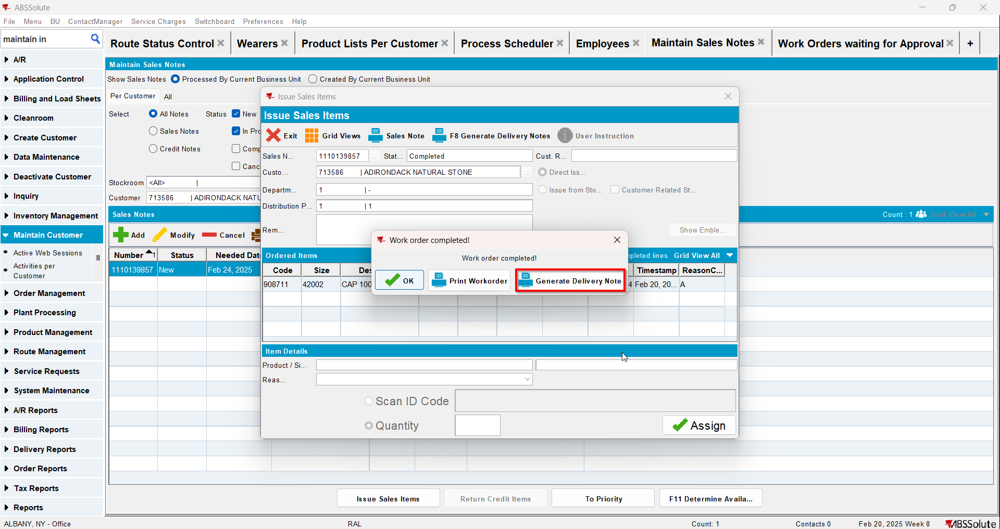 ABSSolute
File Menu BU ContactManager Service Charges Switchboard Preferences Help
maintain in
Route Status Control
Wearers
Product Lists Per Customer
Process Scheduler
Employees
Maintain Sales Notes
Work Orders waiting for Approval
+
A/R
Application Control
Billing and Load Sheets
Cleanroom
Create Customer
Data Maintenance
Deactivate Customer
Inquiry
Inventory Management
Maintain Customer
Active Web Sessions
Activities per
Customer
Order Management
Plant Processing
Product Management
Route Management
Service Requests
System Maintenance
A/R Reports
Billing Reports
Delivery Reports
Order Reports
Tax Reports
Reports
Maintain Sales Notes
Show Sales Notes Processed By Current Business Unit Created By Current Business Unit
Per Customer All
Select All Notes Status New
Sales Notes In Pro
Credit Notes Comp
Canc
Stockroom <All> |
Customer 713586 | ADIRONDACK NATU
Sales Notes
Count : 1 Grid View All
Add Modify Cancel
Number 1 Status Needed Dat
1110139857 New Feb 24, 2025
Issue Sales Items
Issue Sales Items
Exit Grid Views Sales Note F8 Generate Delivery Notes User Instruction
Sales N... 1110139857 ... Stat... Completed Cust. R...
Custo... 713586 | ADIRONDACK NATURAL STONE ... Direct Iss...
Departm... 1 | - Issue from Sto... Customer Related St...
Distribution P... 1 | 1
Rem... Show Emble...
Ordered Items mpleted lines Grid View All
Code Size Des Timestamp ReasonC...
908711 42002 CAP 100 4 Feb 20, 20... A
Work order completed!
Work order completed!
OK Print Workorder Generate Delivery Note
Item Details
Product / Si...
Reas...
Scan ID Code
Quantity
Assign
Issue Sales Items Return Credit Items To Priority F11 Determine Availa...
ALBANY, NY - Office RAL Count: 1 Contacts 0 Feb 20, 2025 Week 8 ABSSolute